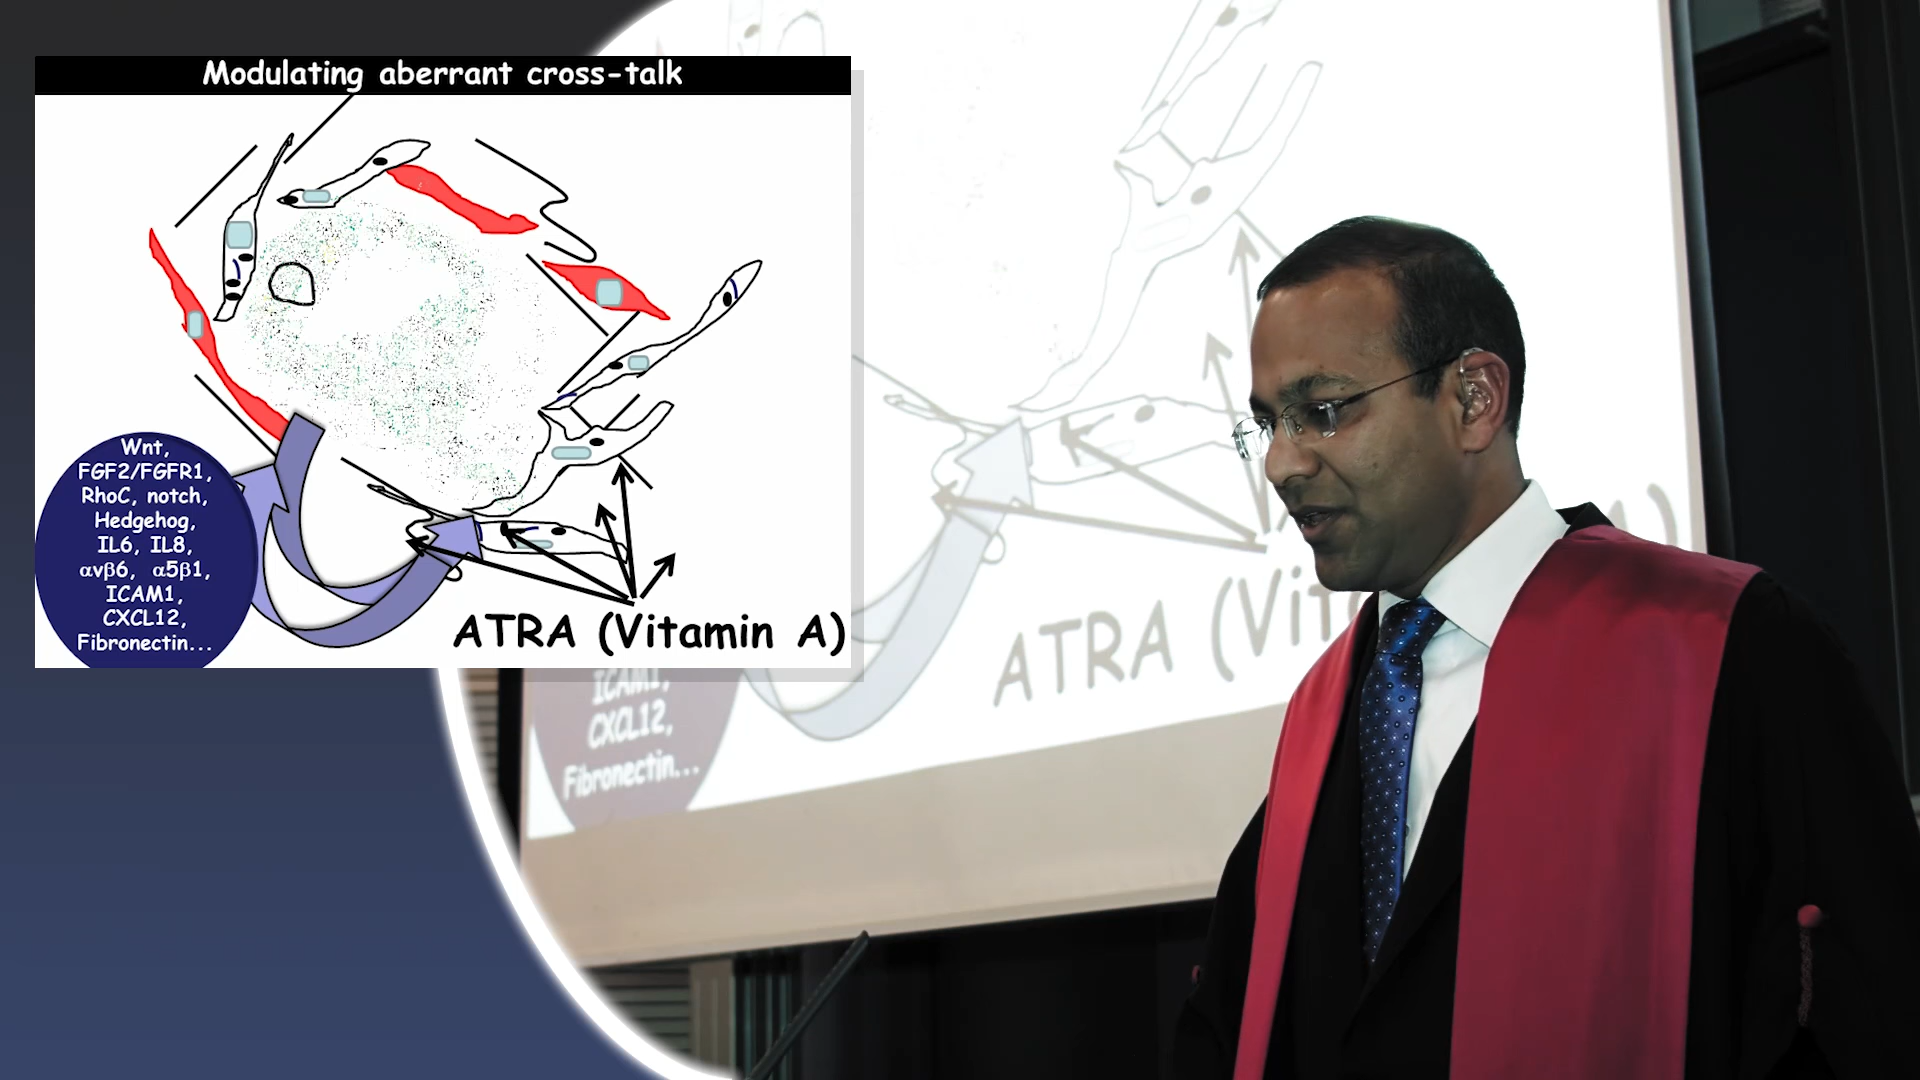 Modulating aberrant cross-talk
Wnt,
FGF2/FGFR1,
RhoC, notch,
Hedgehog,
IL6, IL8,
αvβ6, α5β1,
ICAM1,
CXCL12,
Fibronectin...
ATRA (Vitamin A)
ICAM1,
CXCL12,
Fibronectin...
ATRA (Vit
)